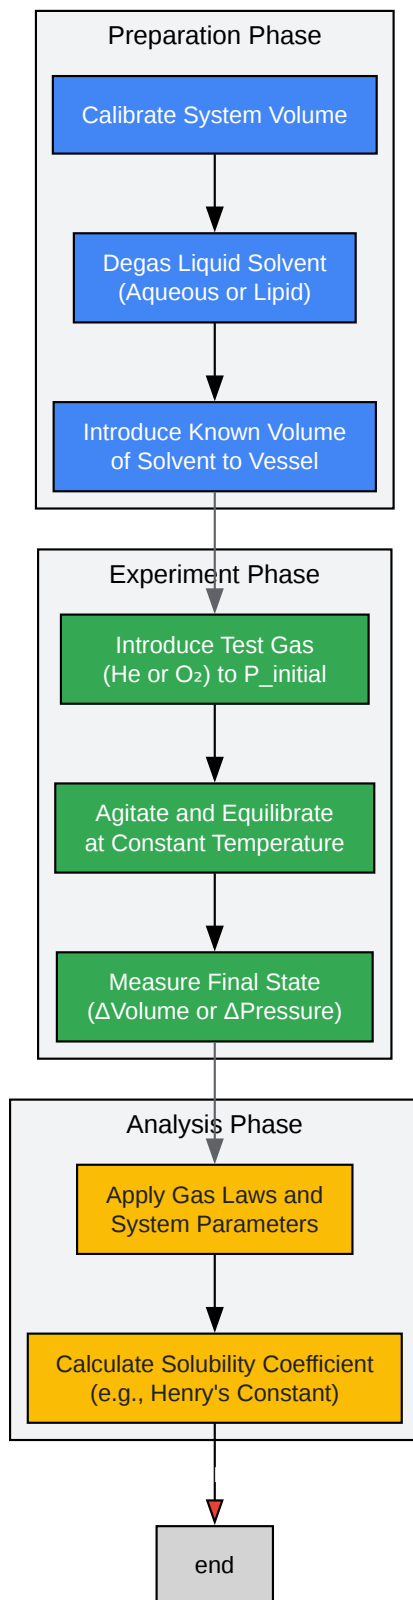 Preparation Phase
Calibrate System Volume
Degas Liquid Solvent
(Aqueous or Lipid)
Introduce Known Volume
of Solvent to Vessel
Experiment Phase
Introduce Test Gas
(He or O₂) to P_initial
Agitate and Equilibrate
at Constant Temperature
Measure Final State
(ΔVolume or ΔPressure)
Analysis Phase
Apply Gas Laws and
System Parameters
Calculate Solubility Coefficient
(e.g., Henry's Constant)
end